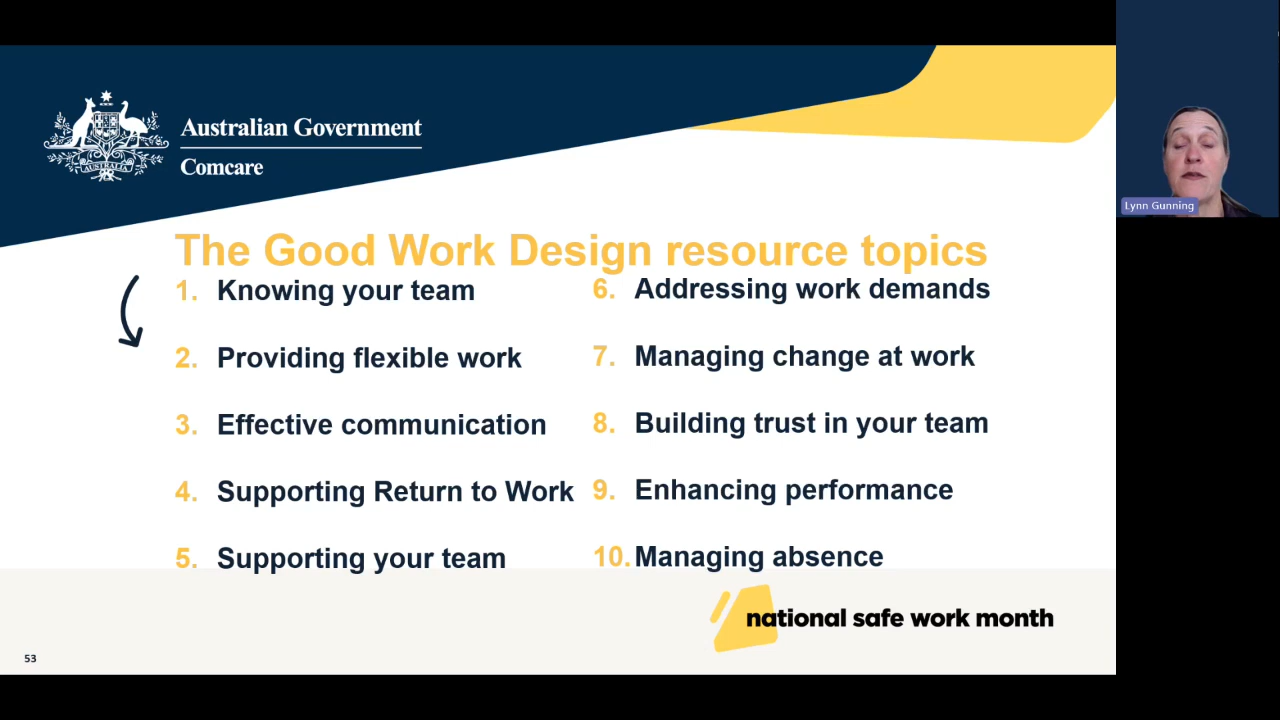 Australian Government
Comcare
AUSTRALIA
Lynn Gunning
The Good Work Design resource topics
1. Knowing your team
2. Providing flexible work
3. Effective communication
4. Supporting Return to Work
5. Supporting your team
6. Addressing work demands
7. Managing change at work
8. Building trust in your team
9. Enhancing performance
10. Managing absence
national safe work month
53